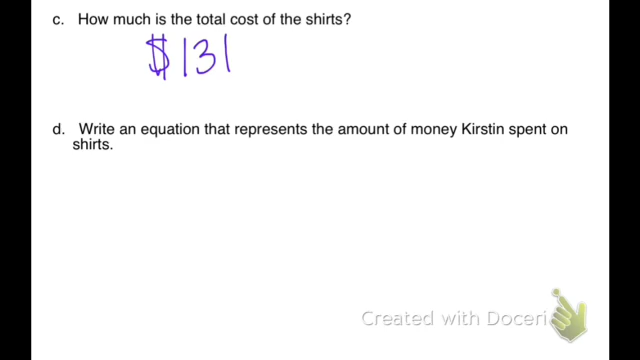 c. How much is the total cost of the shirts?
$131
d. Write an equation that represents the amount of money Kirstin spent on
shirts.
Created with Doceri